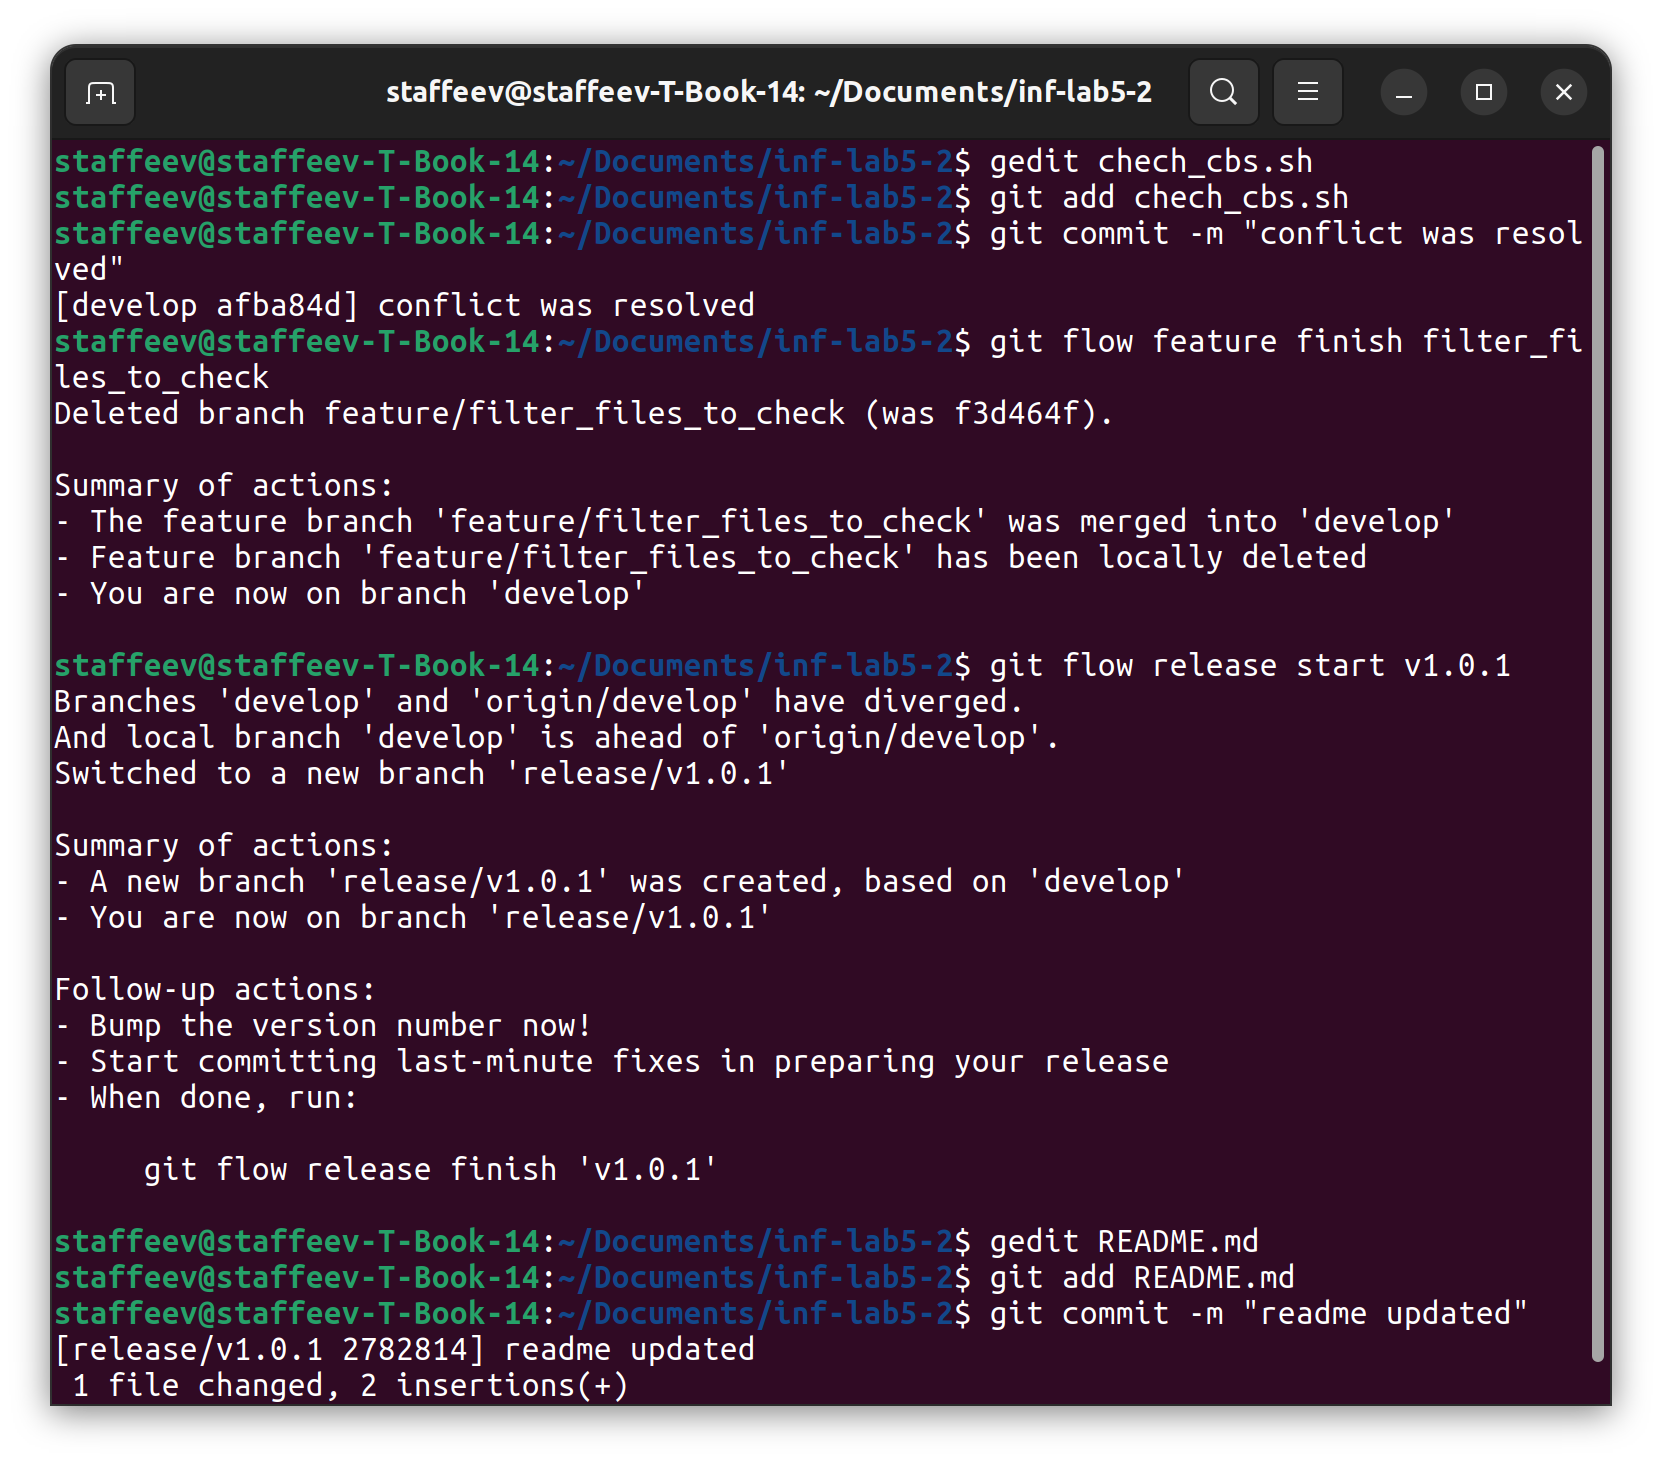 staffeev@staffeev-T-Book-14: ~/Documents/inf-lab5-2
staffeev@staffeev-T-Book-14:~/Documents/inf-lab5-2$ gedit chech_cbs.sh
staffeev@staffeev-T-Book-14:~/Documents/inf-lab5-2$ git add chech_cbs.sh
staffeev@staffeev-T-Book-14:~/Documents/inf-lab5-2$ git commit -m "conflict was resol
ved"
[develop afba84d] conflict was resolved
staffeev@staffeev-T-Book-14:~/Documents/inf-lab5-2$ git flow feature finish filter_fi
les_to_check
Deleted branch feature/filter_files_to_check (was f3d464f).

Summary of actions:
- The feature branch 'feature/filter_files_to_check' was merged into 'develop'
- Feature branch 'feature/filter_files_to_check' has been locally deleted
- You are now on branch 'develop'

staffeev@staffeev-T-Book-14:~/Documents/inf-lab5-2$ git flow release start v1.0.1
Branches 'develop' and 'origin/develop' have diverged.
And local branch 'develop' is ahead of 'origin/develop'.
Switched to a new branch 'release/v1.0.1'

Summary of actions:
- A new branch 'release/v1.0.1' was created, based on 'develop'
- You are now on branch 'release/v1.0.1'

Follow-up actions:
- Bump the version number now!
- Start committing last-minute fixes in preparing your release
- When done, run:

     git flow release finish 'v1.0.1'

staffeev@staffeev-T-Book-14:~/Documents/inf-lab5-2$ gedit README.md
staffeev@staffeev-T-Book-14:~/Documents/inf-lab5-2$ git add README.md
staffeev@staffeev-T-Book-14:~/Documents/inf-lab5-2$ git commit -m "readme updated"
[release/v1.0.1 2782814] readme updated
 1 file changed, 2 insertions(+)